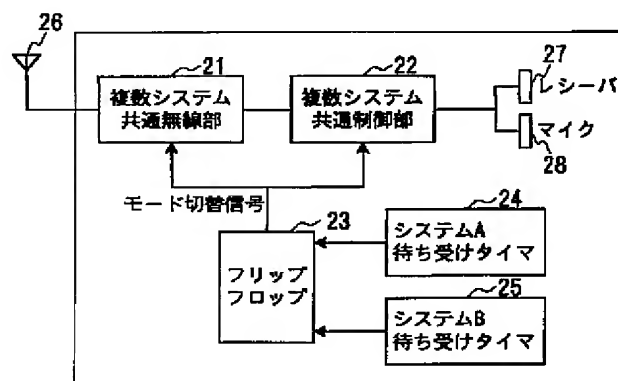 26
21
複数システム
共通無線部
22
複数システム
共通制御部
27
レシーバ
マイク
28
モード切替信号
23
フリップ
フロップ
24
システムA
待ち受けタイマ
25
システムB
待ち受けタイマ